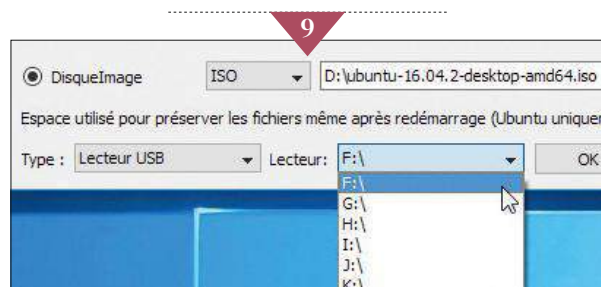 9
DisqueImage ISO D:\ubuntu-16.04.2-desktop-amd64.iso
Espace utilisé pour préserver les fichiers même après redémarrage (Ubuntu uniquem
Type : Lecteur USB Lecteur: F:\ OK
F:\
G:\
H:\
I:\
J:\
K:\